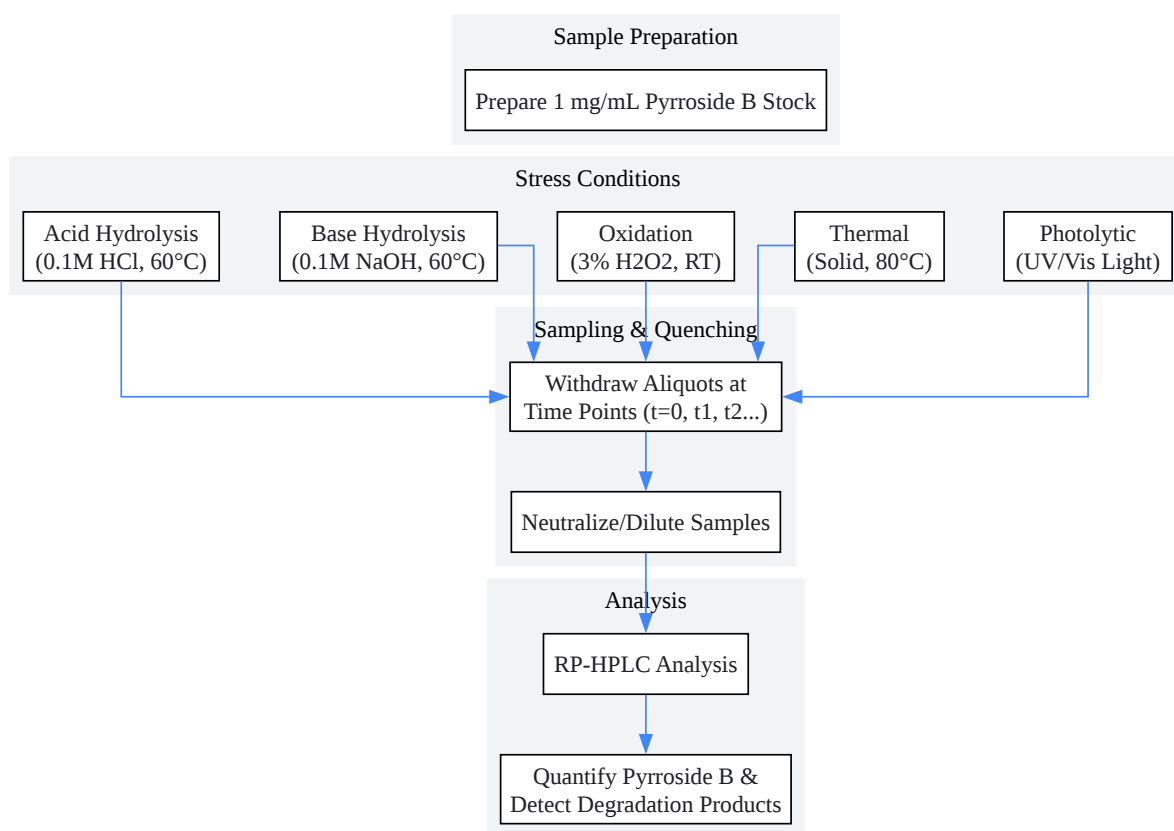 Sample Preparation
Prepare 1 mg/mL Pyrroside B Stock
Stress Conditions
Acid Hydrolysis
(0.1M HCl, 60°C)
Base Hydrolysis
(0.1M NaOH, 60°C)
Oxidation
(3% H2O2, RT)
Thermal
(Solid, 80°C)
Photolytic
(UV/Vis Light)
Sampling & Quenching
Withdraw Aliquots at
Time Points (t=0, t1, t2...)
Neutralize/Dilute Samples
Analysis
RP-HPLC Analysis
Quantify Pyrroside B &
Detect Degradation Products